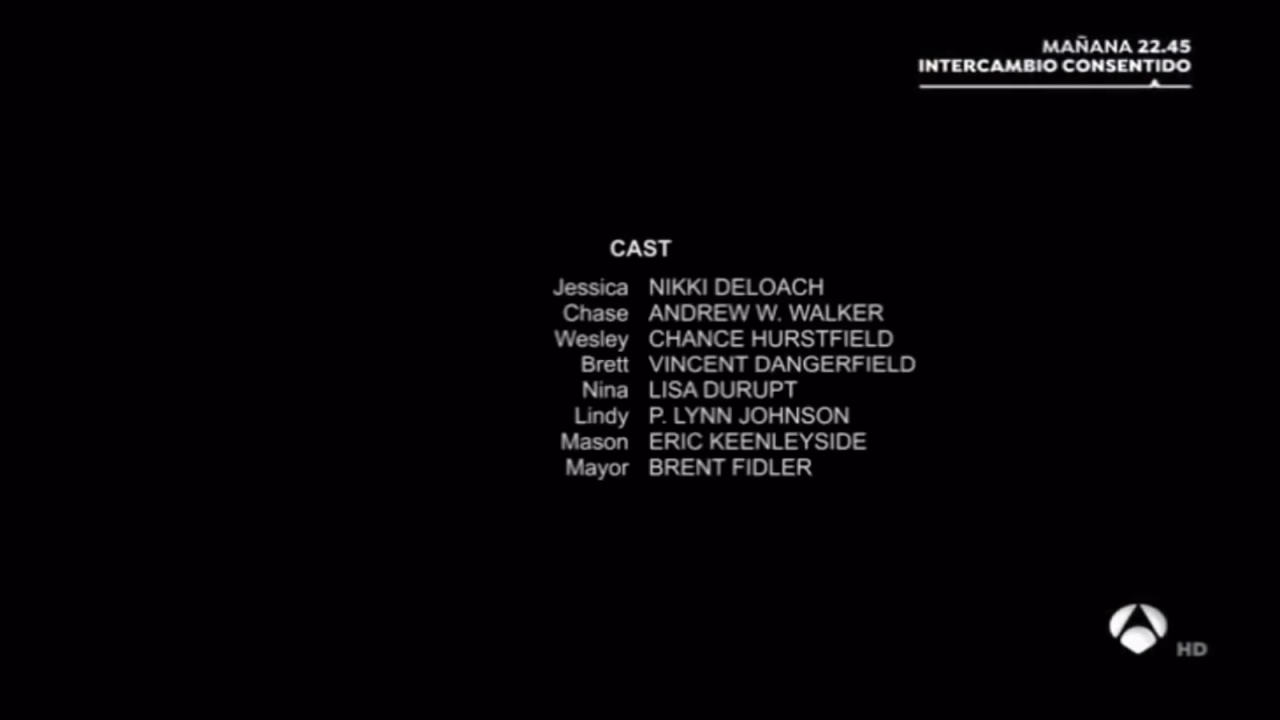 MAÑANA 22.45
INTERCAMBIO CONSENTIDO
CAST
Jessica NIKKI DELOACH
Chase ANDREW W. WALKER
Wesley CHANCE HURSTFIELD
Brett VINCENT DANGERFIELD
Nina LISA DURUPT
Lindy P. LYNN JOHNSON
Mason ERIC KEENLEYSIDE
Mayor BRENT FIDLER
HD